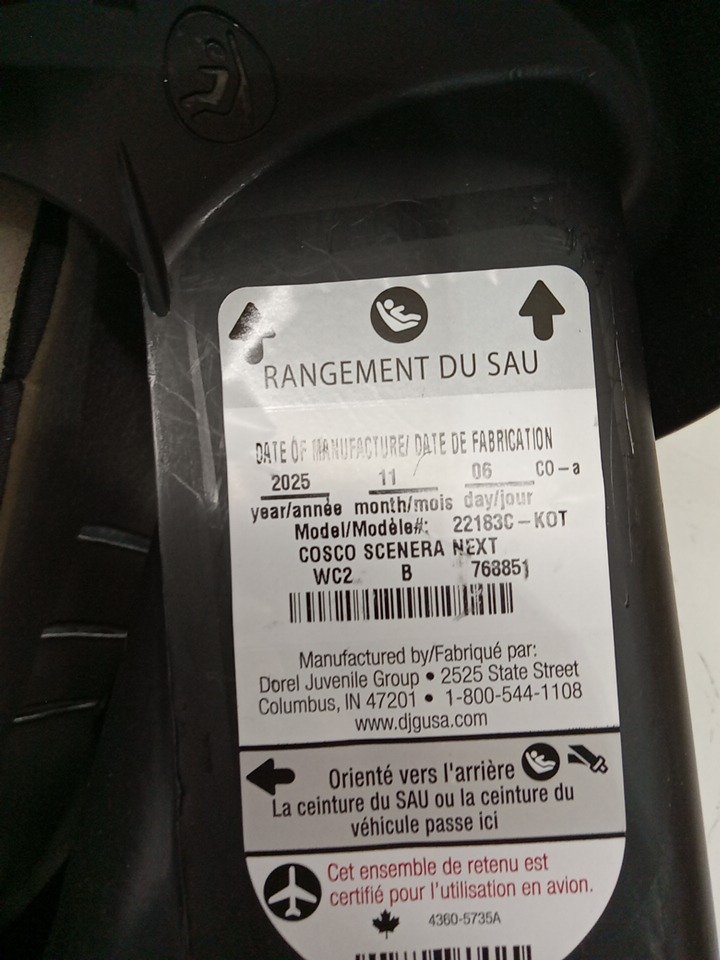 RANGEMENT DU SAU
DATE OF MANUFACTURE/ DATE DE FABRICATION
2025 11 06 CO-a
year/année month/mois day/jour
Model/Modèle#: 22183C-KOT
COSCO SCENERA NEXT
WC2 B 768851
Manufactured by/Fabriqué par:
Dorel Juvenile Group • 2525 State Street
Columbus, IN 47201 • 1-800-544-1108
www.djgusa.com
Orienté vers l'arrière
La ceinture du SAU ou la ceinture du
véhicule passe ici
Cet ensemble de retenu est
certifié pour l'utilisation en avion.
4360-5735A